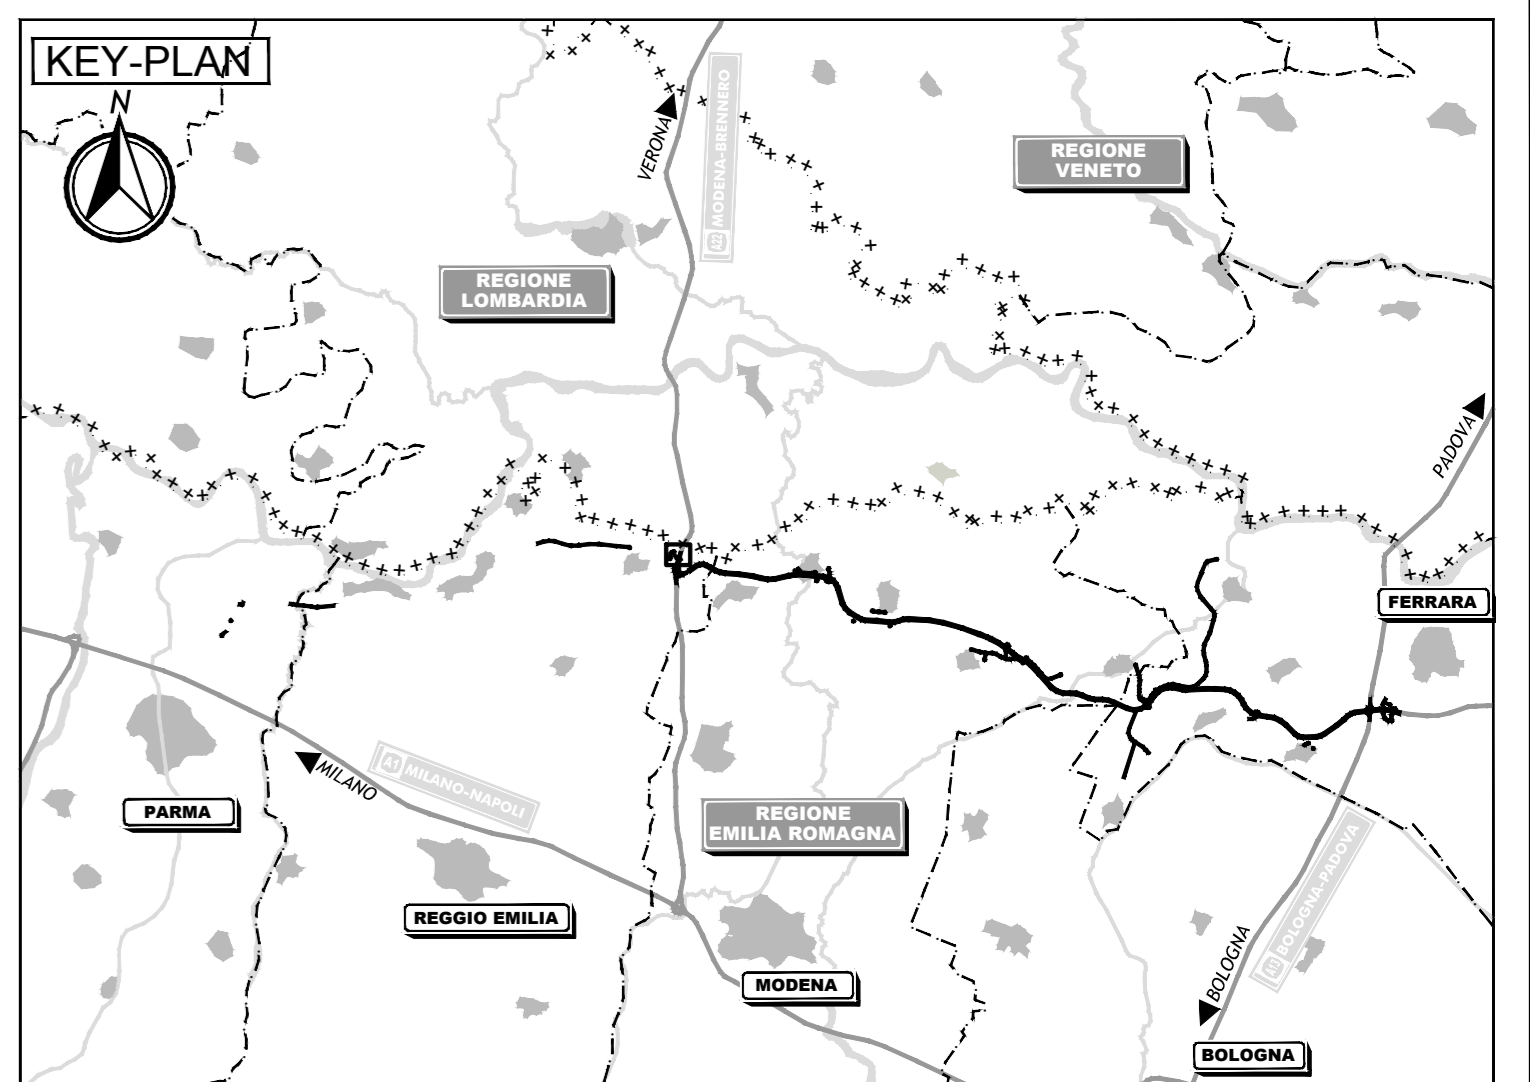 KEY-PLAN
N
VERONA
A22 MODENA-BRENNERO
REGIONE
VENETO
REGIONE
LOMBARDIA
PADOVA
FERRARA
MILANO
A1 MILANO-NAPOLI
PARMA
REGIONE
EMILIA ROMAGNA
A13 BOLOGNA-PADOVA
REGGIO EMILIA
BOLOGNA
MODENA
BOLOGNA